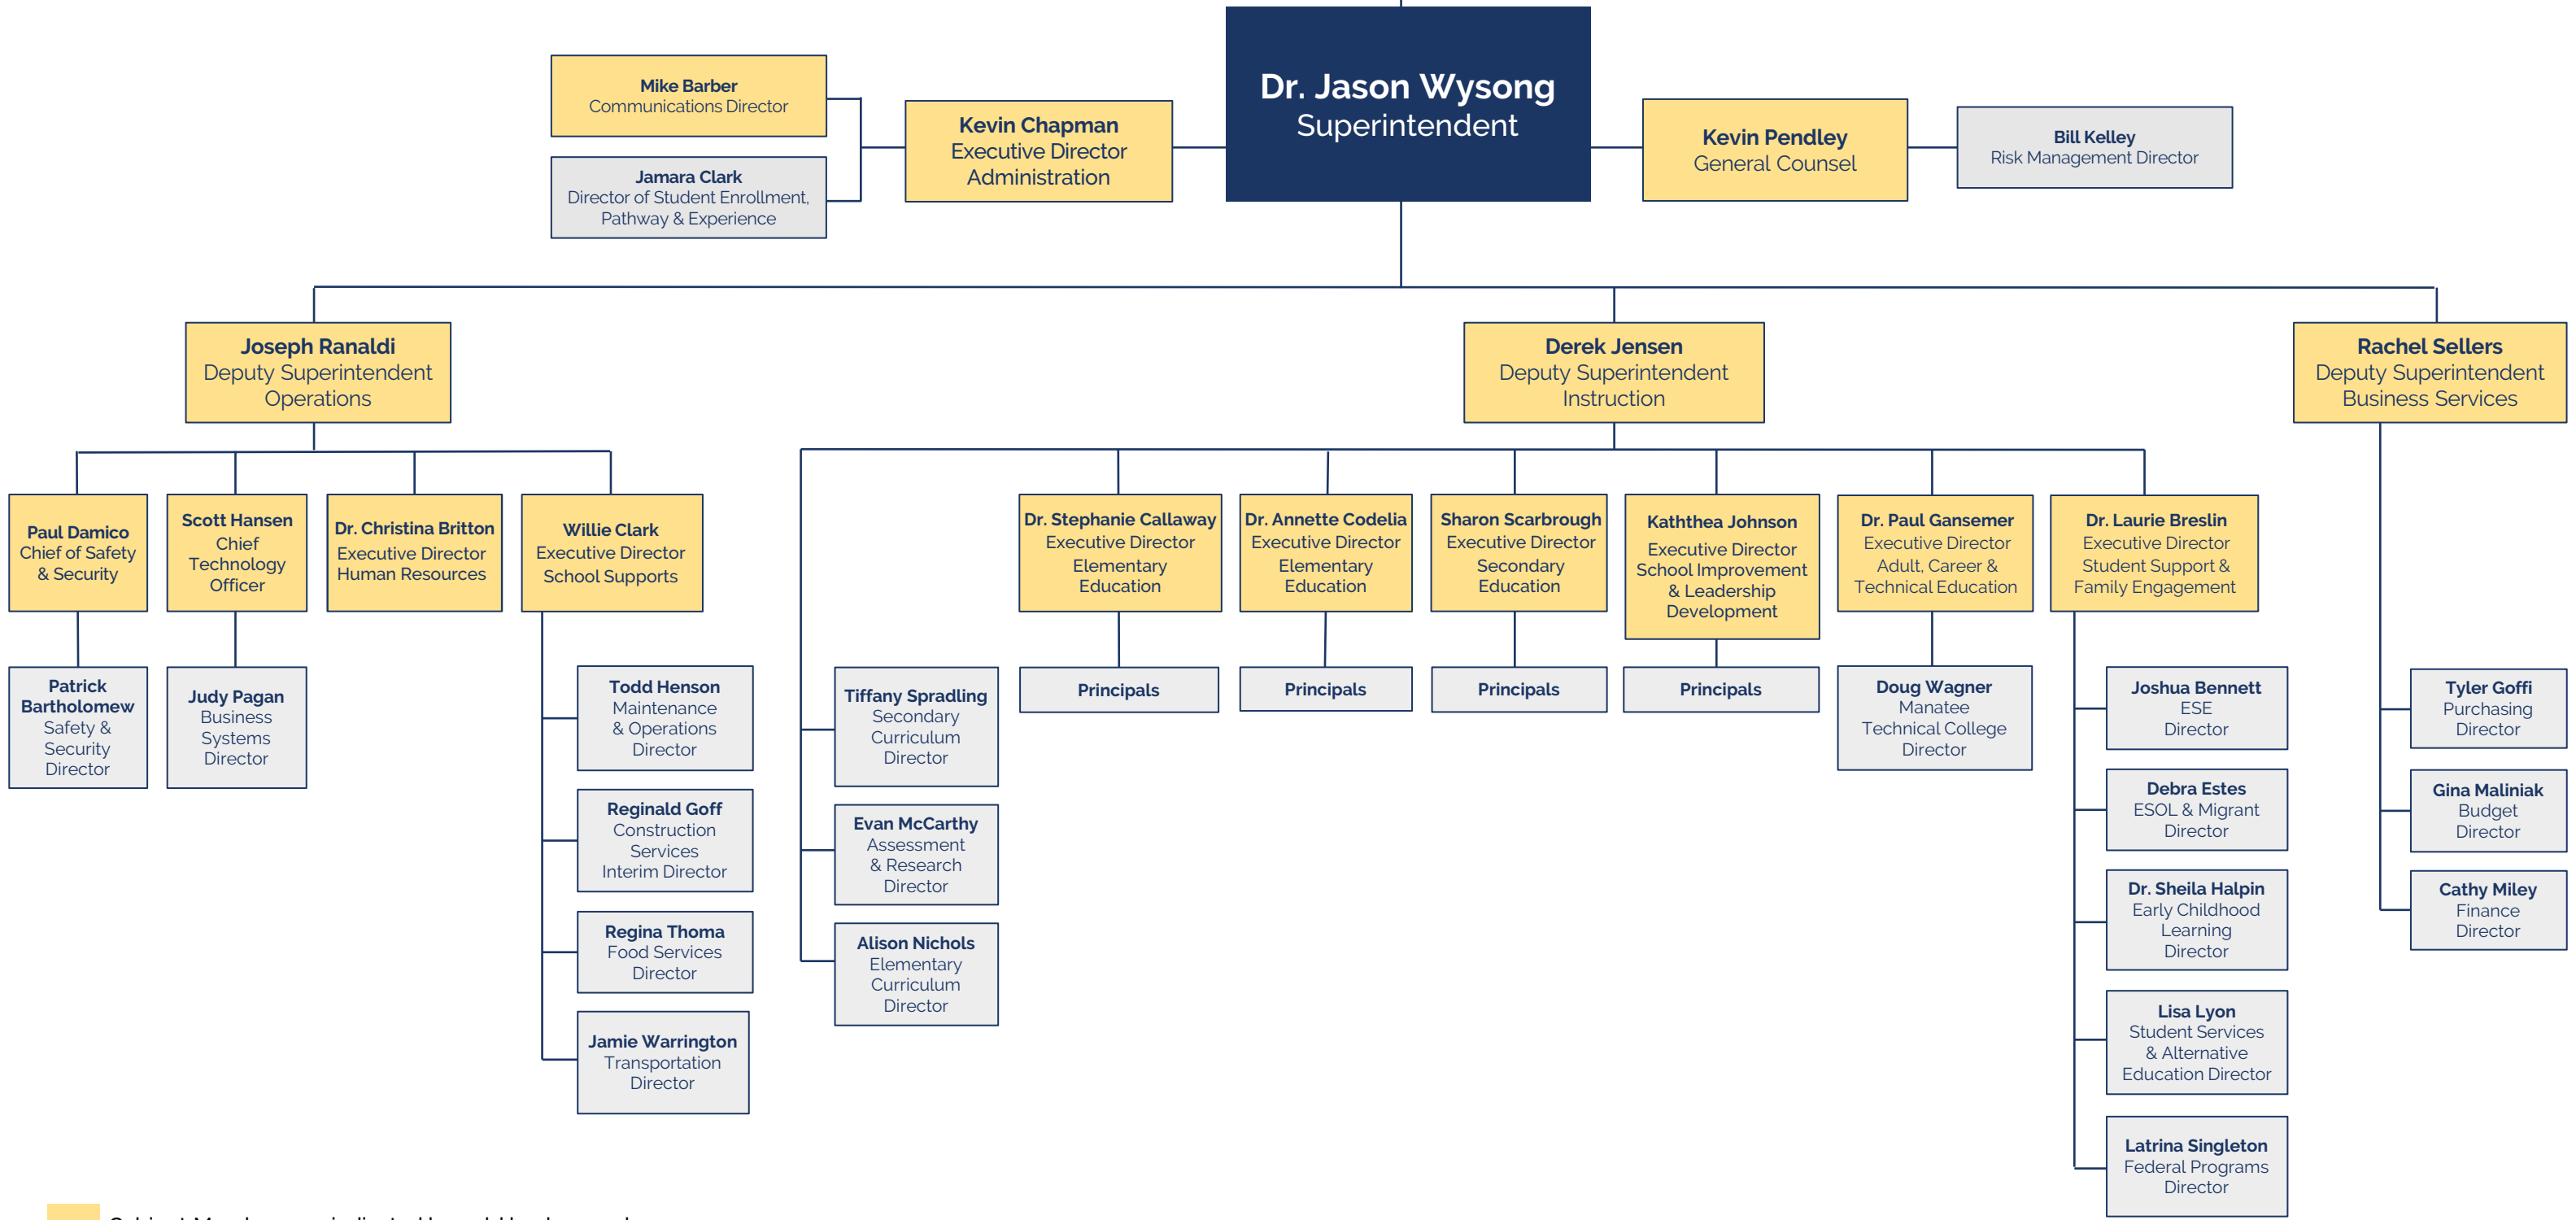 Dr. Jason Wysong
Superintendent
Mike Barber
Communications Director
Jamara Clark
Director of Student Enrollment,
Pathway & Experience
Kevin Chapman
Executive Director
Administration
Kevin Pendley
General Counsel
Bill Kelley
Risk Management Director
Joseph Ranaldi
Deputy Superintendent
Operations
Derek Jensen
Deputy Superintendent
Instruction
Rachel Sellers
Deputy Superintendent
Business Services
Paul Damico
Chief of Safety
& Security
Scott Hansen
Chief
Technology
Officer
Dr. Christina Britton
Executive Director
Human Resources
Willie Clark
Executive Director
School Supports
Dr. Stephanie Callaway
Executive Director
Elementary
Education
Dr. Annette Codelia
Executive Director
Elementary
Education
Sharon Scarbrough
Executive Director
Secondary
Education
Kaththea Johnson
Executive Director
School Improvement
& Leadership
Development
Dr. Paul Gansemer
Executive Director
Adult, Career &
Technical Education
Dr. Laurie Breslin
Executive Director
Student Support &
Family Engagement
Patrick
Bartholomew
Safety &
Security
Director
Judy Pagan
Business
Systems
Director
Todd Henson
Maintenance
& Operations
Director
Reginald Goff
Construction
Services
Interim Director
Regina Thoma
Food Services
Director
Jamie Warrington
Transportation
Director
Tiffany Spradling
Secondary
Curriculum
Director
Evan McCarthy
Assessment
& Research
Director
Alison Nichols
Elementary
Curriculum
Director
Principals
Principals
Principals
Principals
Doug Wagner
Manatee
Technical College
Director
Joshua Bennett
ESE
Director
Debra Estes
ESOL & Migrant
Director
Dr. Sheila Halpin
Early Childhood
Learning
Director
Lisa Lyon
Student Services
& Alternative
Education Director
Latrina Singleton
Federal Programs
Director
Tyler Goffi
Purchasing
Director
Gina Maliniak
Budget
Director
Cathy Miley
Finance
Director